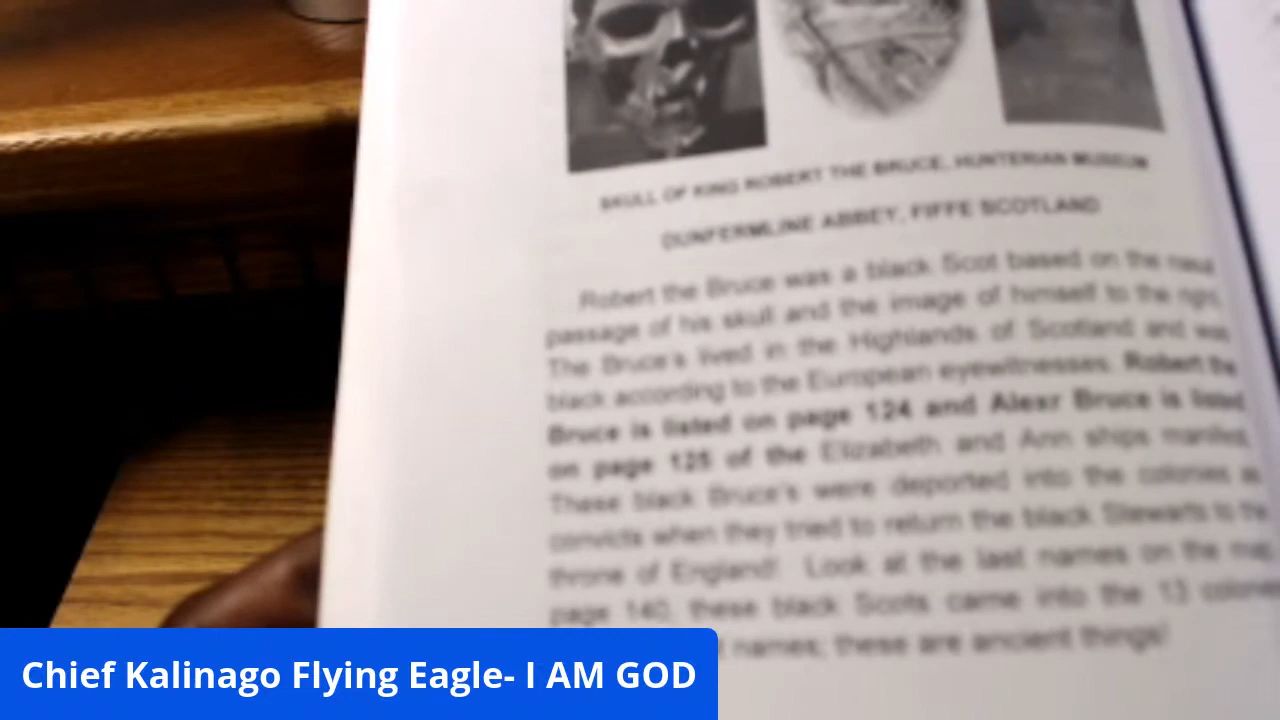 SKULL OF KING ROBERT THE BRUCE, HUNTERIAN MUSEUM
DUNFERMLINE ABBEY, FIFFE SCOTLAND
Robert the Bruce was a black Scot based on the nasal
passage of his skull and the image of himself to the right.
The Bruce's lived in the Highlands of Scotland and was
black according to the European eyewitnesses. Robert the
Bruce is listed on page 124 and Alexr Bruce is listed
on page 125 of the Elizabeth and Ann ships manifest.
These black Bruce's were deported into the colonies as
convicts when they tried to return the black Stewarts to the
throne of England! Look at the last names on the map
page 140, these black Scots came into the 13 colonies
names; these are ancient things!
Chief Kalinago Flying Eagle- I AM GOD